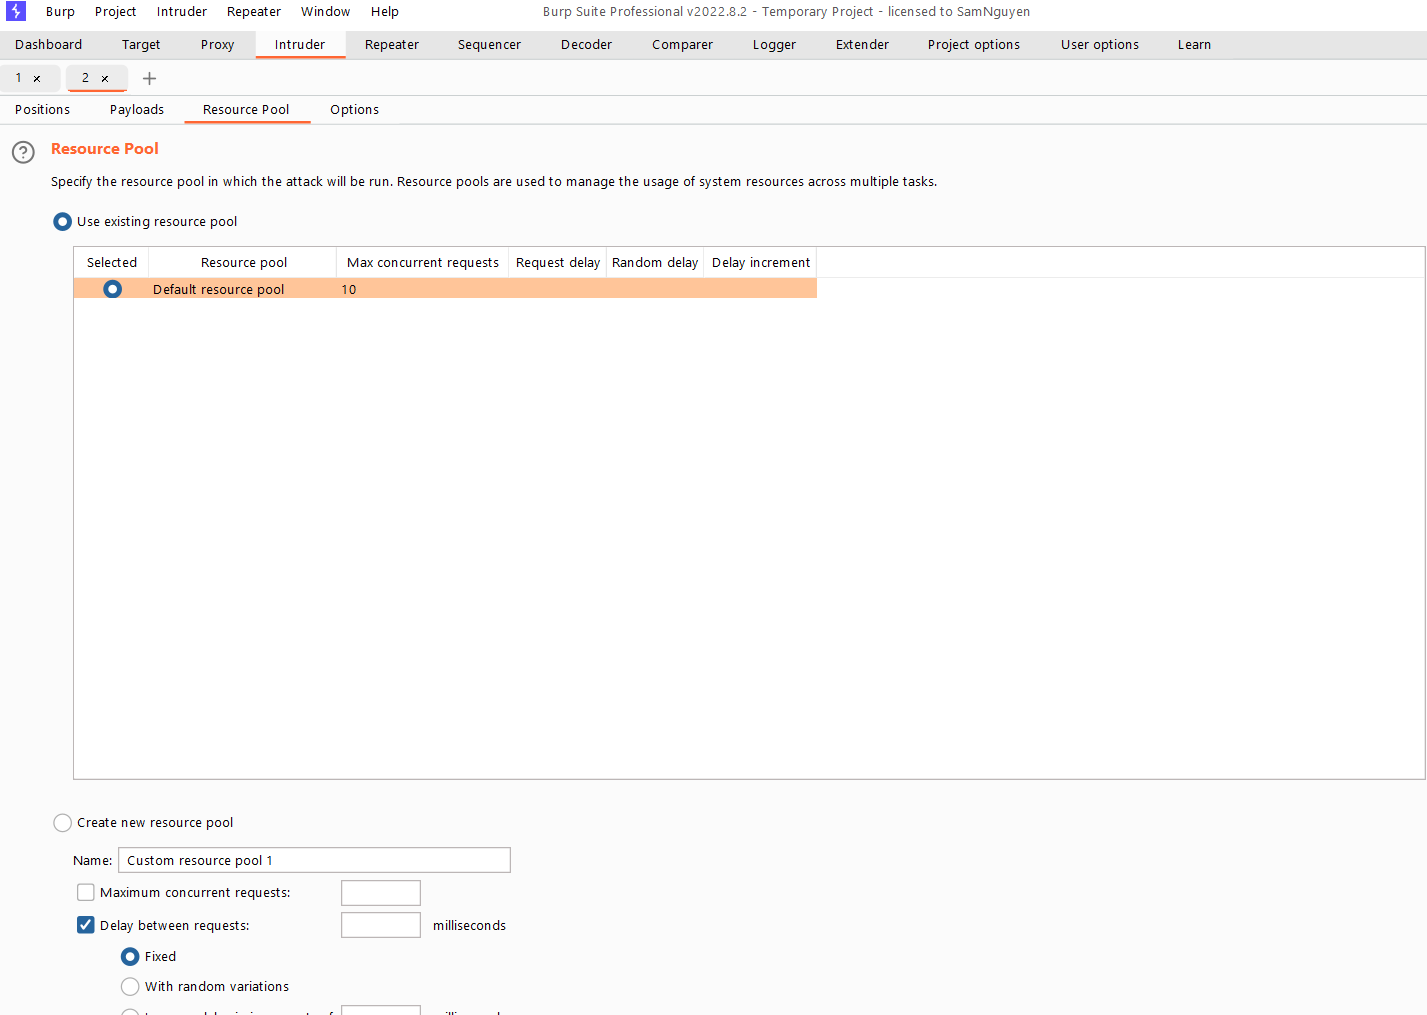 Burp Project Intruder Repeater Window Help Burp Suite Professional v2022.8.2 - Temporary Project - licensed to SamNguyen
Dashboard Target Proxy Intruder Repeater Sequencer Decoder Comparer Logger Extender Project options User options Learn
1 × 2 × +
Positions Payloads Resource Pool Options
? Resource Pool
Specify the resource pool in which the attack will be run. Resource pools are used to manage the usage of system resources across multiple tasks.
Use existing resource pool
Selected Resource pool Max concurrent requests Request delay Random delay Delay increment
Default resource pool 10
Create new resource pool
Name: Custom resource pool 1
Maximum concurrent requests:
Delay between requests: milliseconds
Fixed
With random variations